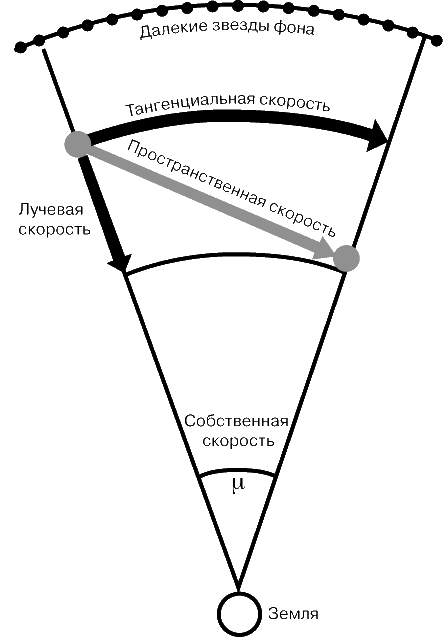 Далекие звезды фона
Тангенциальная скорость
Пространственная скорость
Лучевая
скорость
Собственная
скорость
μ
Земля